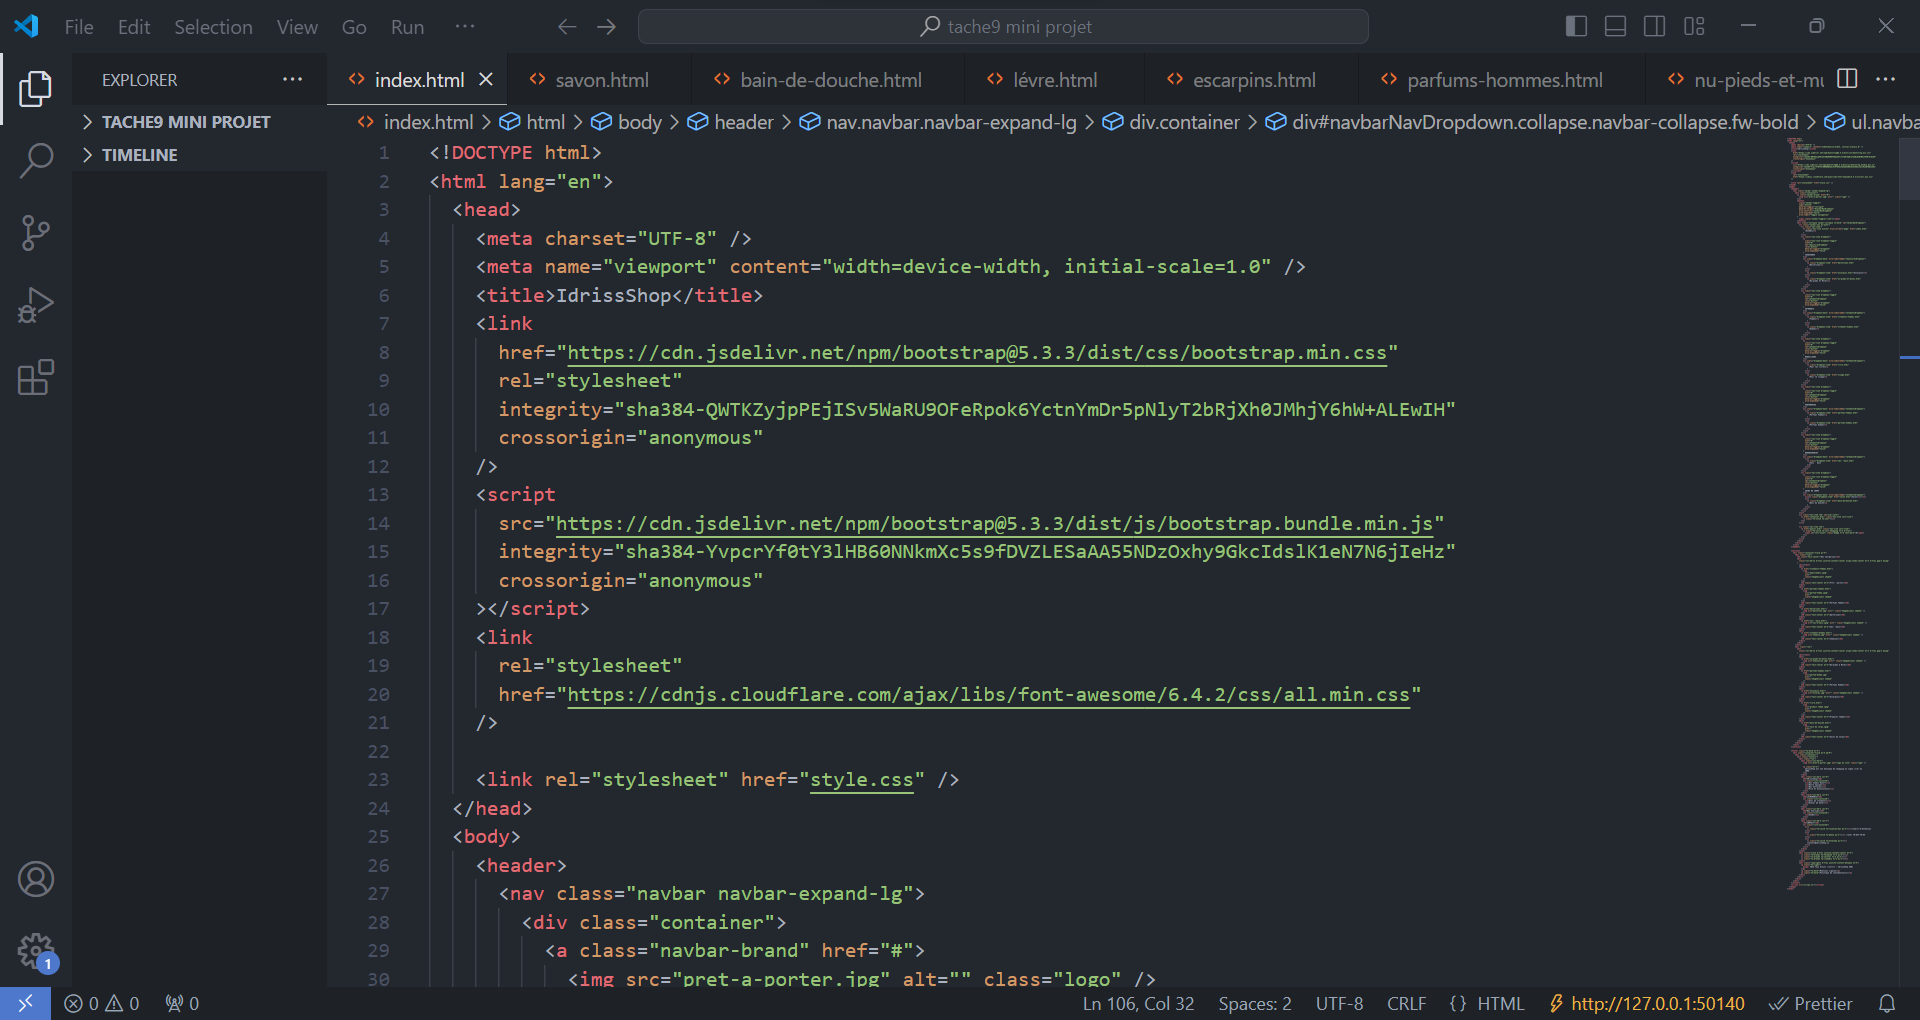 File Edit Selection View Go Run ··· tache9 mini projet
EXPLORER ··· index.html savon.html bain-de-douche.html lévre.html escarpins.html parfums-hommes.html nu-pieds-et-mu ···
TACHE9 MINI PROJET
TIMELINE
index.html > html > body > header > nav.navbar.navbar-expand-lg > div.container > div#navbarNavDropdown.collapse.navbar-collapse.fw-bold > ul.navba
1 <!DOCTYPE html>
2 <html lang="en">
3 <head>
4 <meta charset="UTF-8" />
5 <meta name="viewport" content="width=device-width, initial-scale=1.0" />
6 <title>IdrissShop</title>
7 <link
8 href="https://cdn.jsdelivr.net/npm/bootstrap@5.3.3/dist/css/bootstrap.min.css"
9 rel="stylesheet"
10 integrity="sha384-QWTKZyjpPEjISv5WaRU9OFeRpok6YctnYmDr5pNlyT2bRjXh0JMhjY6hW+ALEwIH"
11 crossorigin="anonymous"
12 />
13 <script
14 src="https://cdn.jsdelivr.net/npm/bootstrap@5.3.3/dist/js/bootstrap.bundle.min.js"
15 integrity="sha384-YvpcrYf0tY3lHB60NNkmXc5s9fDVZLESaAA55NDzOxhy9GkcIdslK1eN7N6jIeHz"
16 crossorigin="anonymous"
17 ></script>
18 <link
19 rel="stylesheet"
20 href="https://cdnjs.cloudflare.com/ajax/libs/font-awesome/6.4.2/css/all.min.css"
21 />
22
23 <link rel="stylesheet" href="style.css" />
24 </head>
25 <body>
26 <header>
27 <nav class="navbar navbar-expand-lg">
28 <div class="container">
29 <a class="navbar-brand" href="#">
30 <img src="pret-a-porter.jpg" alt="" class="logo" />
1
0 0 0 Ln 106, Col 32 Spaces: 2 UTF-8 CRLF {} HTML http://127.0.0.1:50140 Prettier